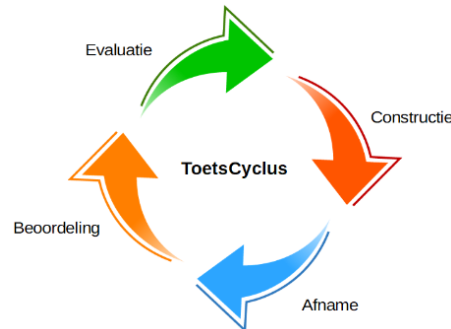 Evaluatie
Constructie
ToetsCyclus
Beoordeling
Afname